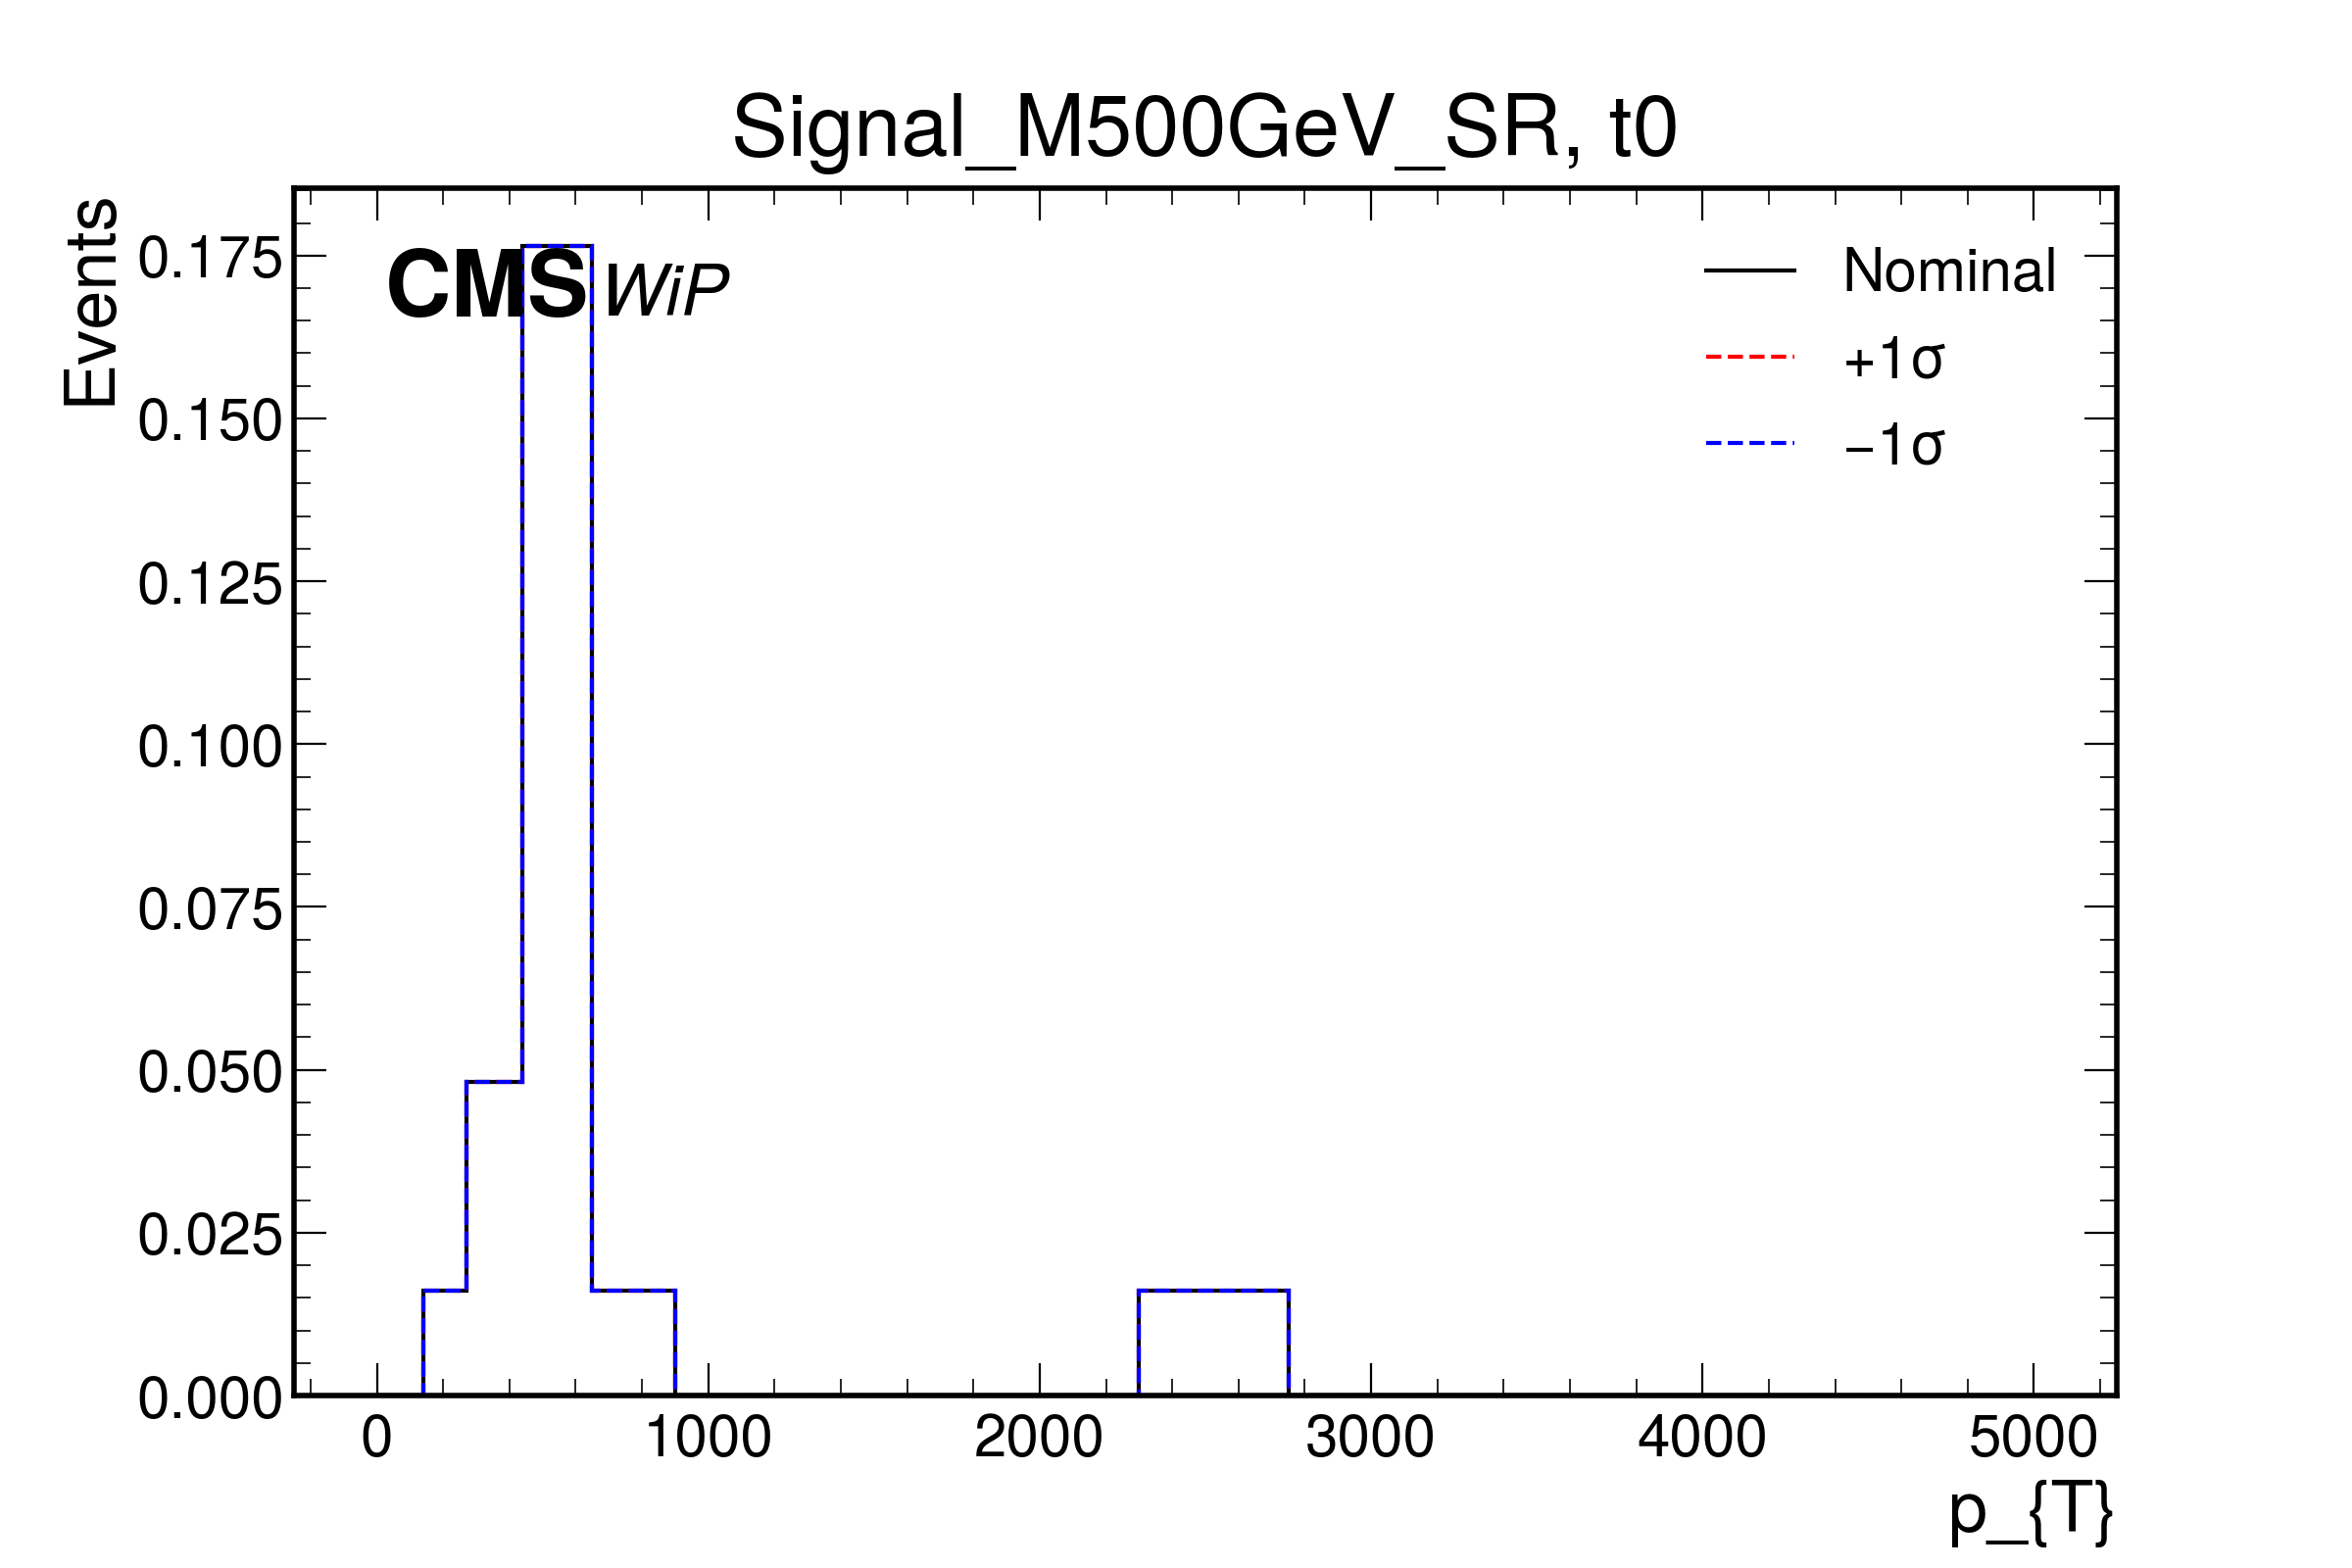 Signal_M500GeV_SR, t0
Events
CMS WiP
Nominal
+1σ
−1σ
0.175
0.150
0.125
0.100
0.075
0.050
0.025
0.000
0 1000 2000 3000 4000 5000
p_{T}